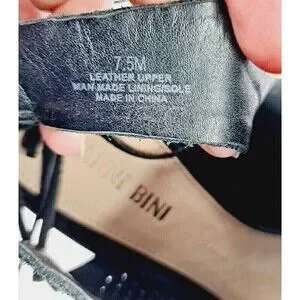 7.5M
LEATHER UPPER
MAN MADE LINING/SOLE
MADE IN CHINA
BINI